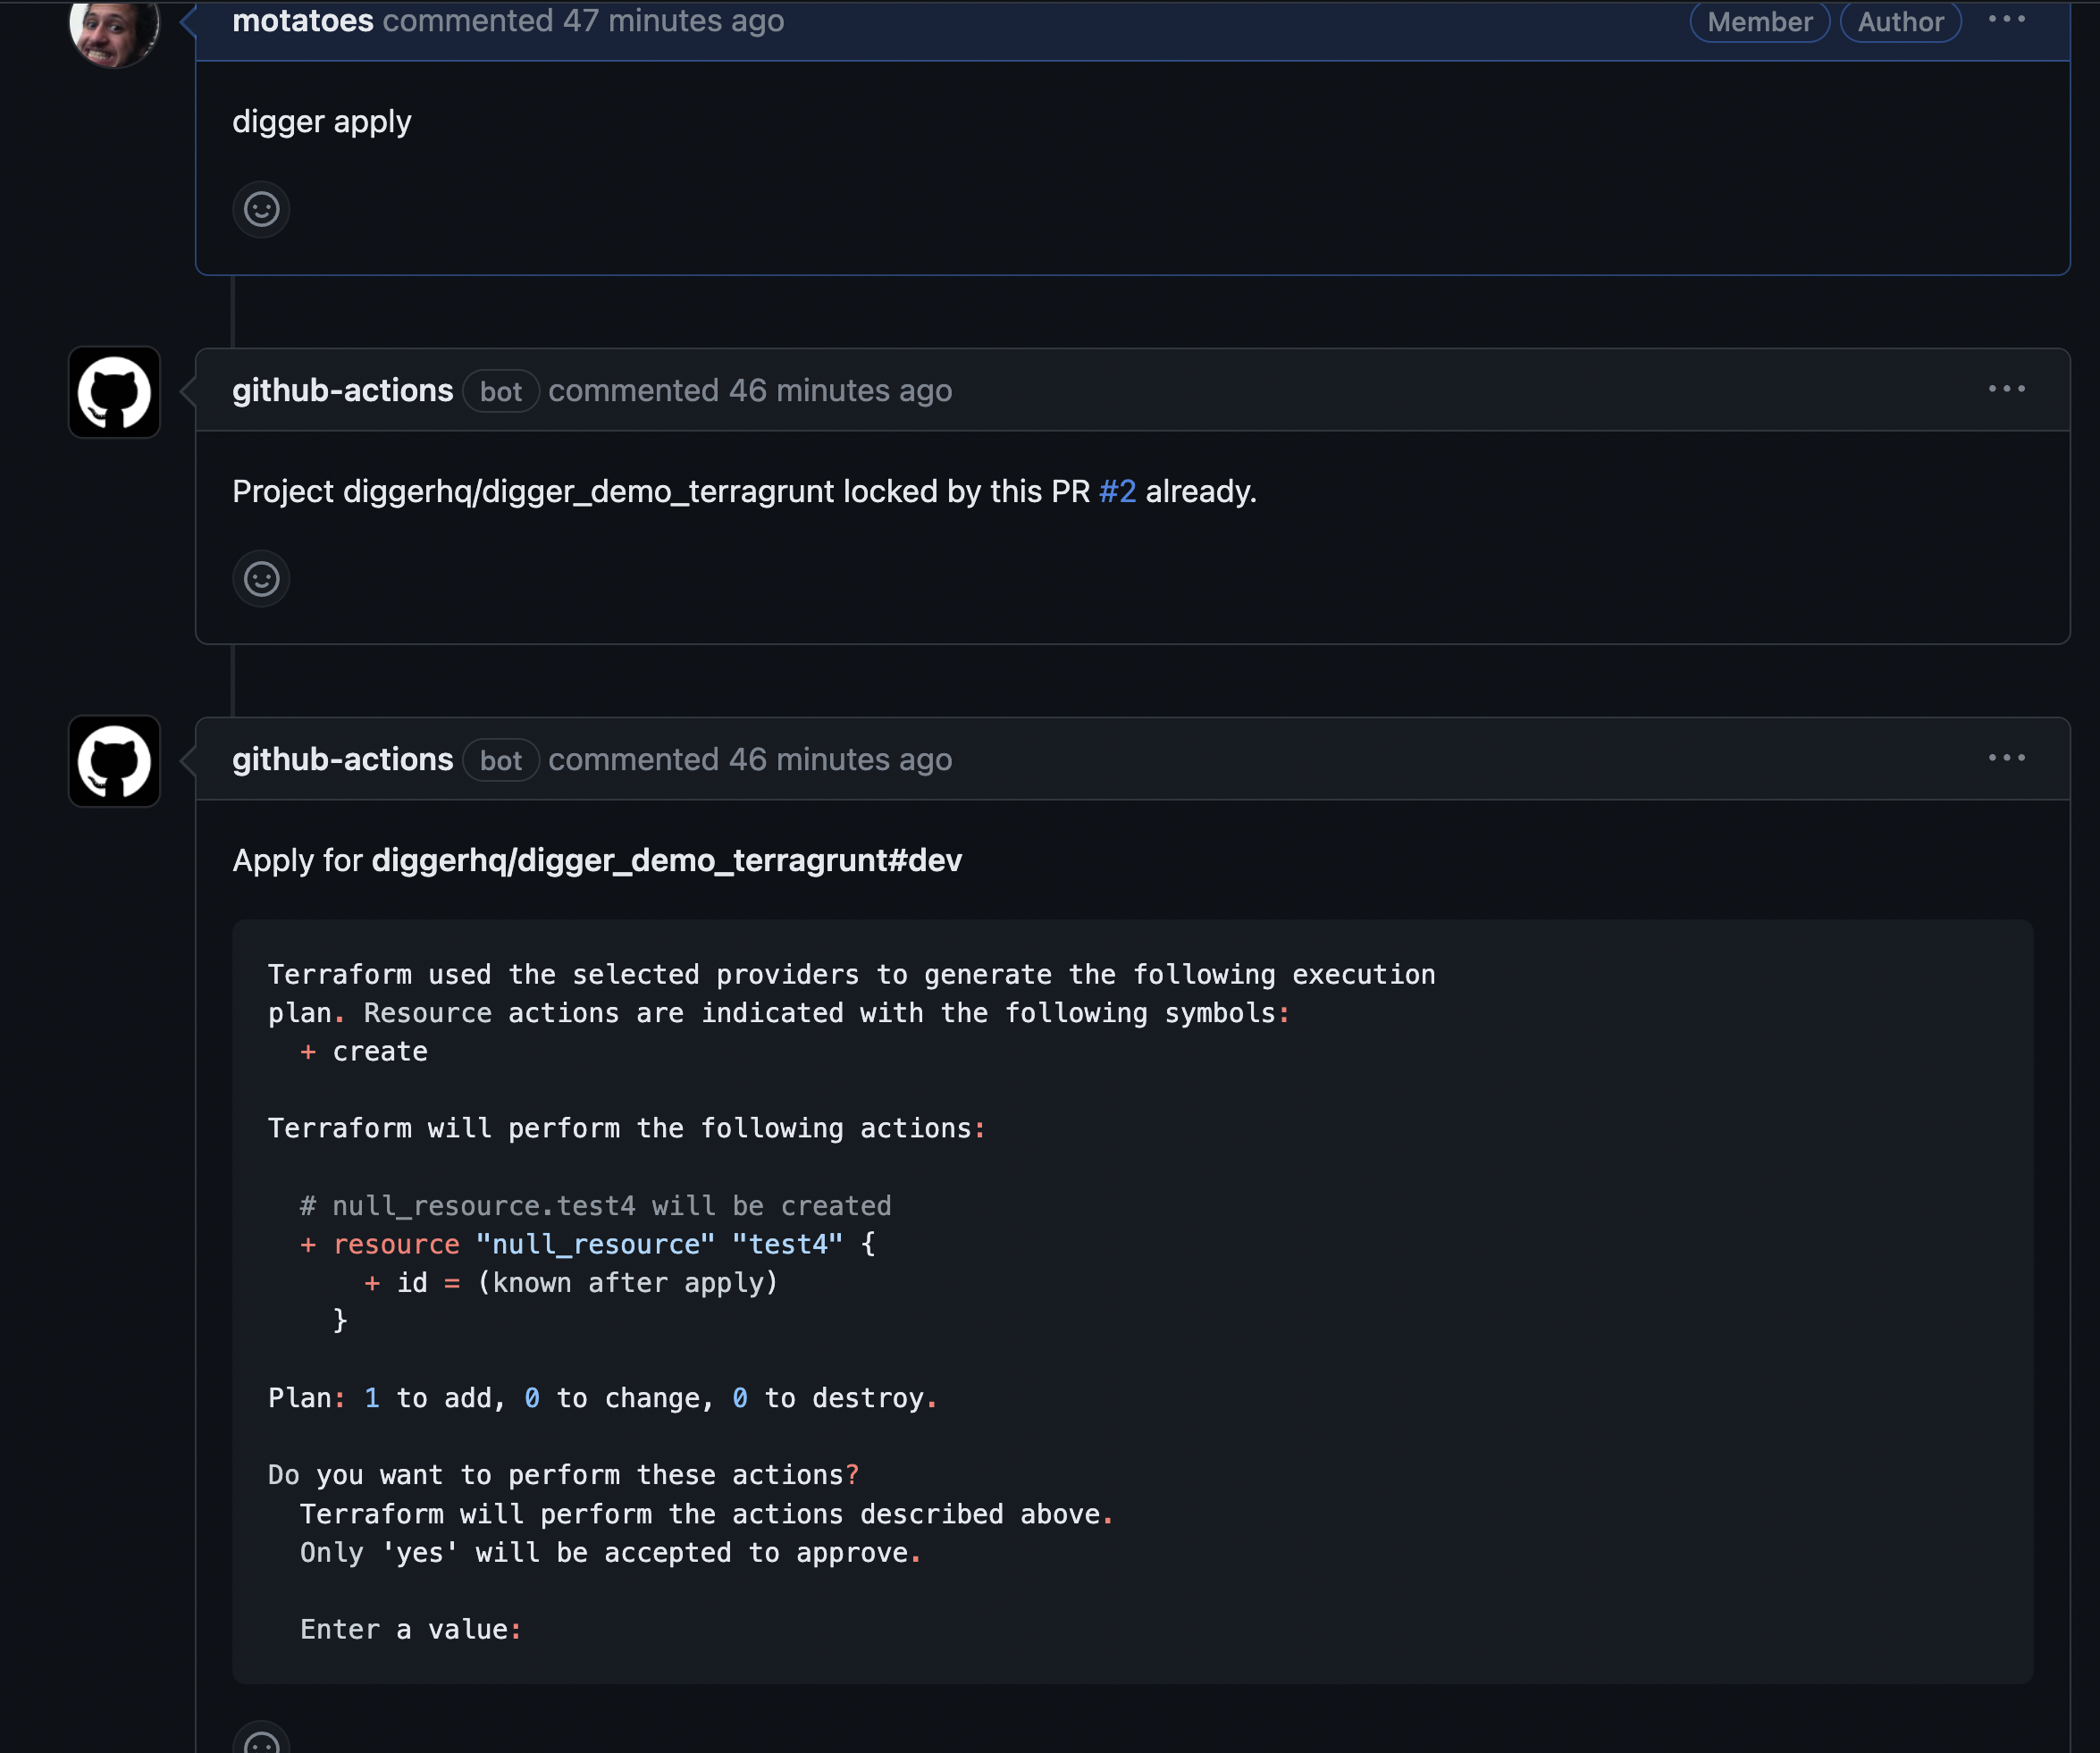 motatoes commented 47 minutes ago Member Author
digger apply
github-actions bot commented 46 minutes ago
Project diggerhq/digger_demo_terragrunt locked by this PR #2 already.
github-actions bot commented 46 minutes ago
Apply for diggerhq/digger_demo_terragrunt#dev
Terraform used the selected providers to generate the following execution
plan. Resource actions are indicated with the following symbols:
  + create
Terraform will perform the following actions:
  # null_resource.test4 will be created
  + resource "null_resource" "test4" {
      + id = (known after apply)
    }
Plan: 1 to add, 0 to change, 0 to destroy.
Do you want to perform these actions?
  Terraform will perform the actions described above.
  Only 'yes' will be accepted to approve.
  Enter a value: